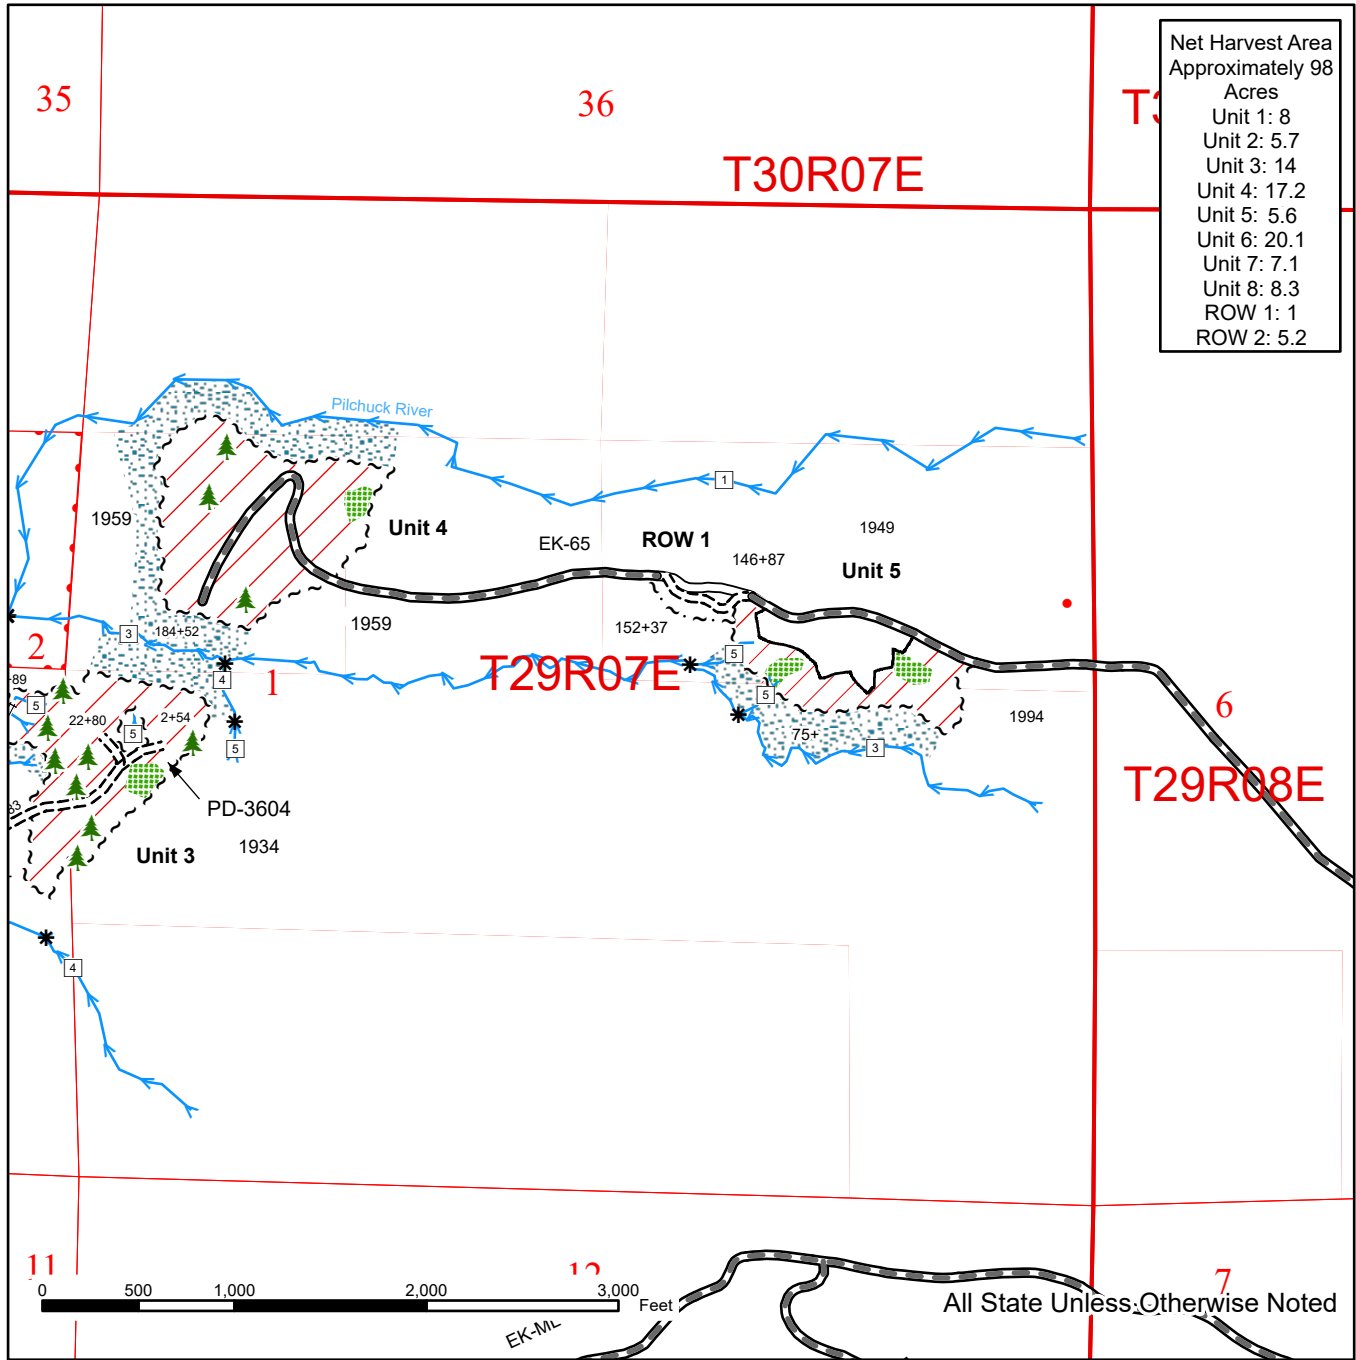 Net Harvest Area
Approximately 98
Acres
Unit 1: 8
Unit 2: 5.7
Unit 3: 14
Unit 4: 17.2
Unit 5: 5.6
Unit 6: 20.1
Unit 7: 7.1
Unit 8: 8.3
ROW 1: 1
ROW 2: 5.2
35
36
T30R07E
Pilchuck River
1
1959
Unit 4
EK-65
ROW 1
146+87
1949
Unit 5
3
184+52
1959
152+37
2
4
1
T29R07E
5
5
-89
5
22+80
2+54
5
5
75+
3
1994
6
T29R08E
PD-3604
Unit 3
1934
4
11
12
7
0
500
1,000
2,000
3,000
Feet
All State Unless Otherwise Noted